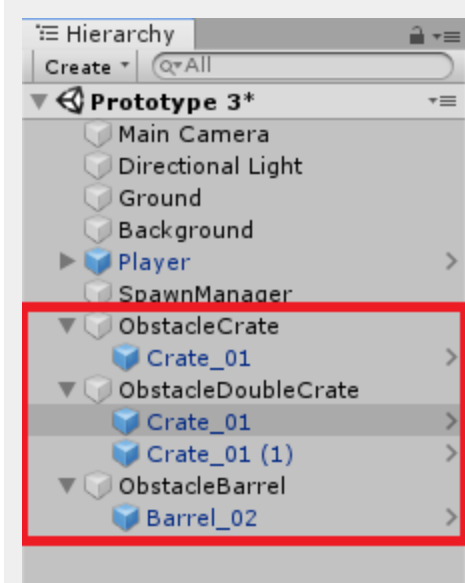 Hierarchy
Create All
Prototype 3*
Main Camera
Directional Light
Ground
Background
Player
SpawnManager
ObstacleCrate
Crate_01
ObstacleDoubleCrate
Crate_01
Crate_01 (1)
ObstacleBarrel
Barrel_02